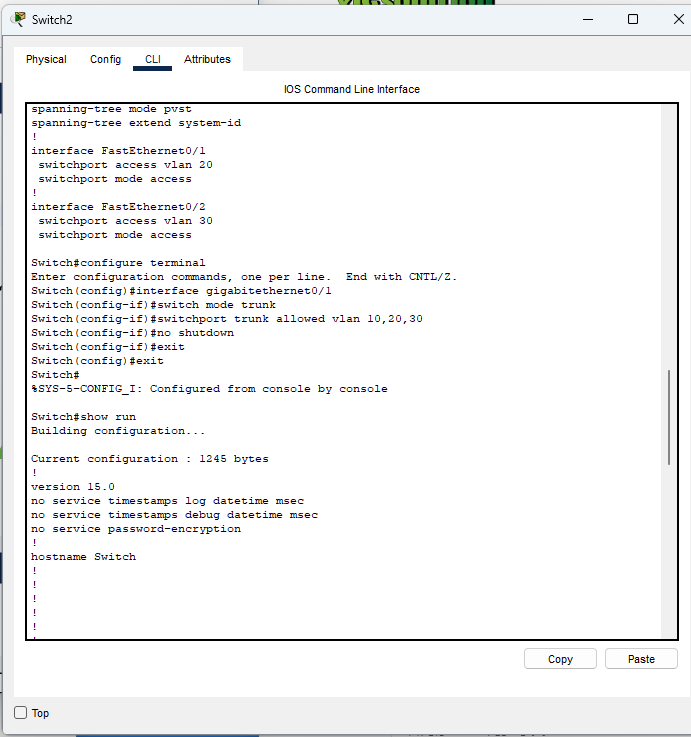 Switch2
Physical
Config
CLI
Attributes
IOS Command Line Interface
spanning-tree mode pvst
spanning-tree extend system-id
!
interface FastEthernet0/1
 switchport access vlan 20
 switchport mode access
!
interface FastEthernet0/2
 switchport access vlan 30
 switchport mode access

Switch#configure terminal
Enter configuration commands, one per line.  End with CNTL/Z.
Switch(config)#interface gigabitethernet0/1
Switch(config-if)#switch mode trunk
Switch(config-if)#switchport trunk allowed vlan 10,20,30
Switch(config-if)#no shutdown
Switch(config-if)#exit
Switch(config)#exit
Switch#
%SYS-5-CONFIG_I: Configured from console by console

Switch#show run
Building configuration...

Current configuration : 1245 bytes
!
version 15.0
no service timestamps log datetime msec
no service timestamps debug datetime msec
no service password-encryption
!
hostname Switch
!
!
!
!
!
!
Copy
Paste
Top